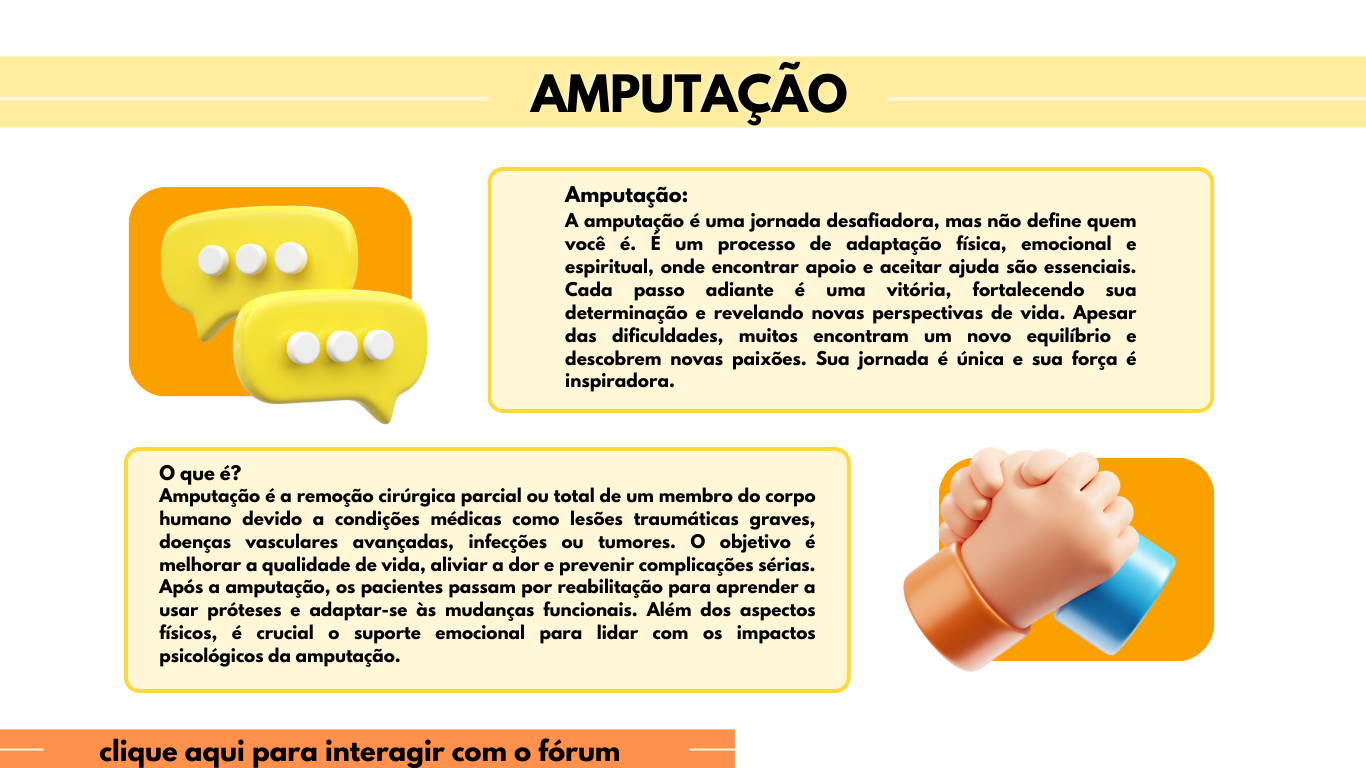 AMPUTAÇÃO
Amputação:
A amputação é uma jornada desafiadora, mas não define quem
você é. É um processo de adaptação física, emocional e
espiritual, onde encontrar apoio e aceitar ajuda são essenciais.
Cada passo adiante é uma vitória, fortalecendo sua
determinação e revelando novas perspectivas de vida. Apesar
das dificuldades, muitos encontram um novo equilíbrio e
descobrem novas paixões. Sua jornada é única e sua força é
inspiradora.
O que é?
Amputação é a remoção cirúrgica parcial ou total de um membro do corpo
humano devido a condições médicas como lesões traumáticas graves,
doenças vasculares avançadas, infecções ou tumores. O objetivo é
melhorar a qualidade de vida, aliviar a dor e prevenir complicações sérias.
Após a amputação, os pacientes passam por reabilitação para aprender a
usar próteses e adaptar-se às mudanças funcionais. Além dos aspectos
físicos, é crucial o suporte emocional para lidar com os impactos
psicológicos da amputação.
clique aqui para interagir com o fórum